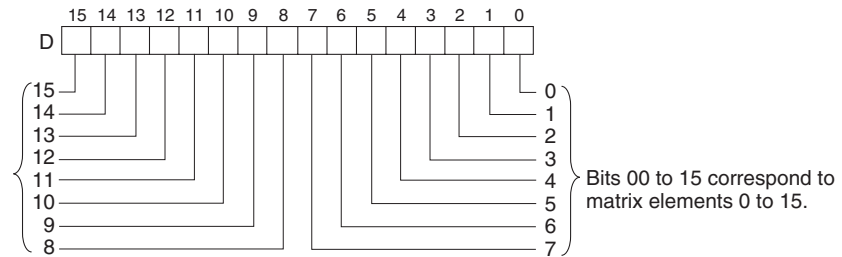 15 14 13 12 11 10 9 8 7 6 5 4 3 2 1 0
D
15 0
14 1
13 2
12 3
11 4
10 5
9 6
8 7
Bits 00 to 15 correspond to
matrix elements 0 to 15.